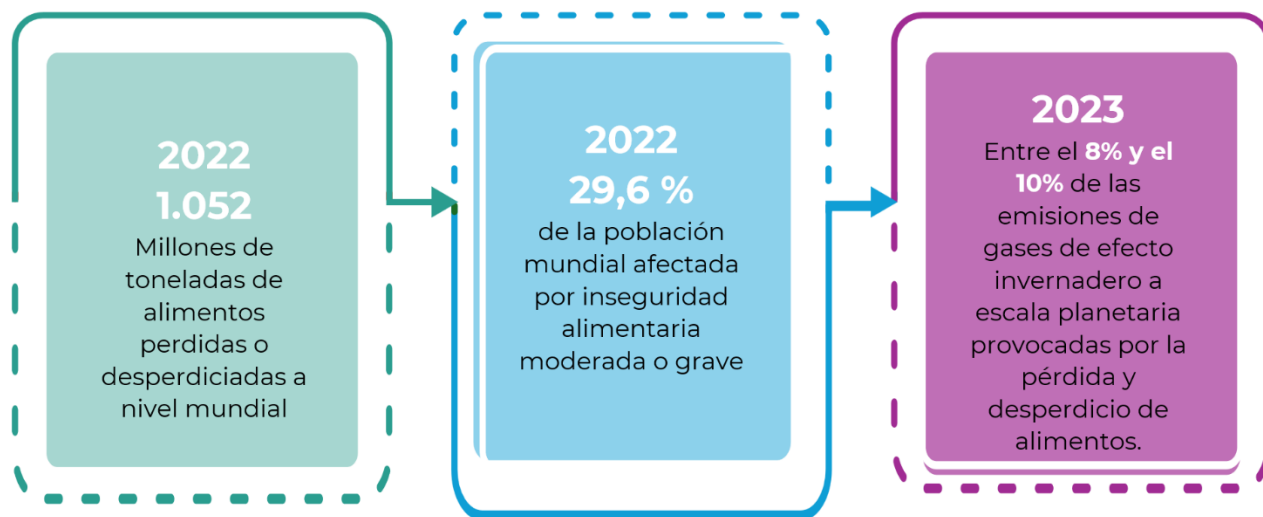 2022
1.052
Millones de
toneladas de
alimentos
perdidas o
desperdiciadas a
nivel mundial
2022
29,6 %
de la población
mundial afectada
por inseguridad
alimentaria
moderada o grave
2023
Entre el 8% y el
10% de las
emisiones de
gases de efecto
invernadero a
escala planetaria
provocadas por la
pérdida y
desperdicio de
alimentos.